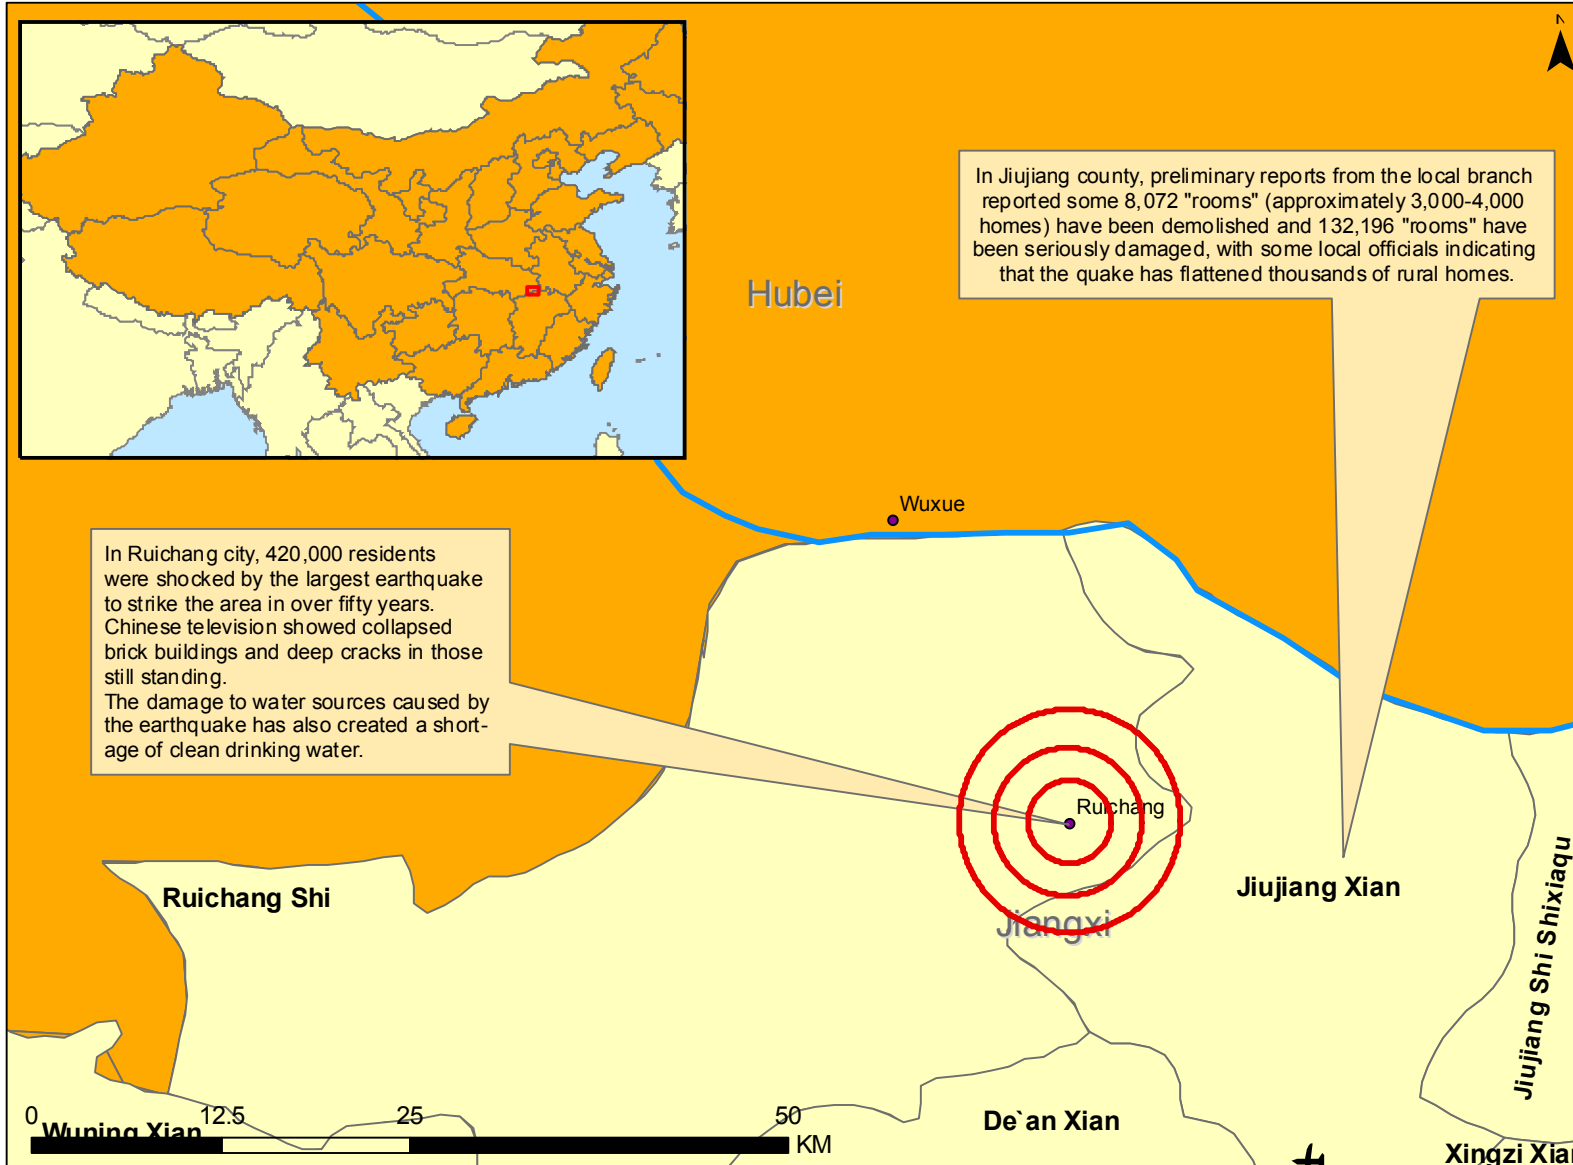 N
In Jiujiang county, preliminary reports from the local branch
reported some 8,072 "rooms" (approximately 3,000-4,000
homes) have been demolished and 132,196 "rooms" have
been seriously damaged, with some local officials indicating
that the quake has flattened thousands of rural homes.
Hubei
Wuxue
In Ruichang city, 420,000 residents
were shocked by the largest earthquake
to strike the area in over fifty years.
Chinese television showed collapsed
brick buildings and deep cracks in those
still standing.
The damage to water sources caused by
the earthquake has also created a short-
age of clean drinking water.
Ruichang
Ruichang Shi
Jiujiang Xian
Jiangxi
Jiujiang Shi Shixiaqu
0 12.5 25 50
KM
Wuning Xian
De`an Xian
Xingzi Xian